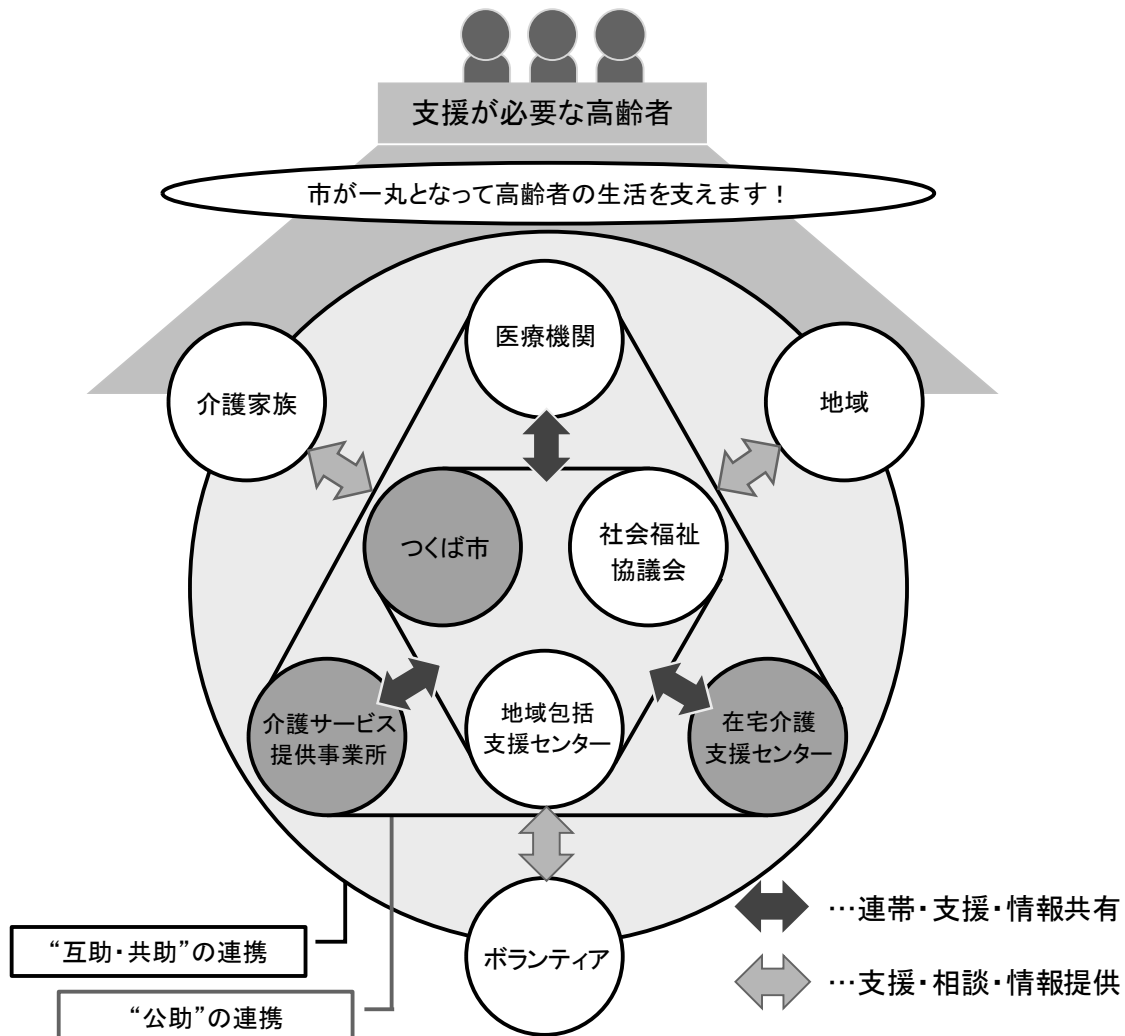 支援が必要な高齢者
市が一丸となって高齢者の生活を支えます！
医療機関
介護家族
地域
つくば市
社会福祉
協議会
介護サービス
提供事業所
地域包括
支援センター
在宅介護
支援センター
ボランティア
…連帯・支援・情報共有
…支援・相談・情報提供
“互助・共助”の連携
“公助”の連携